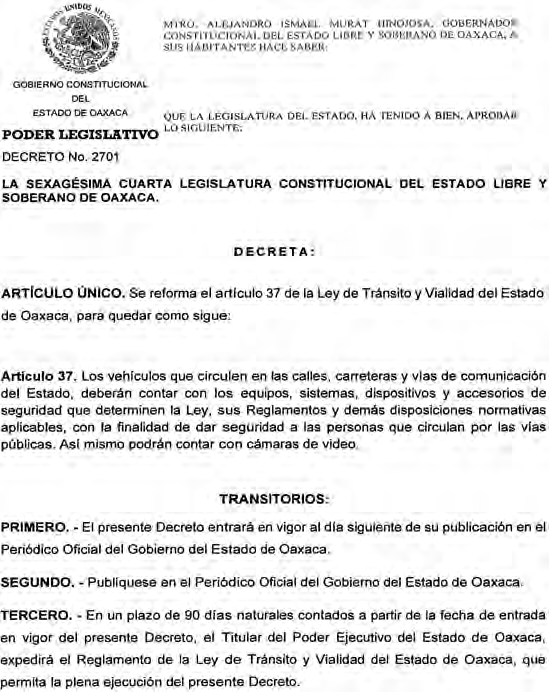 UNIDOS MEXICANOS
MTRO. ALEJANDRO ISMAEL MURAT HINOJOSA, GOBERNADOR
CONSTITUCIONAL DEL ESTADO LIBRE Y SOBERANO DE OAXACA, A
SUS HABITANTES HACE SABER:
GOBIERNO CONSTITUCIONAL
DEL
ESTADO DE OAXACA
PODER LEGISLATIVO
QUE LA LEGISLATURA DEL ESTADO, HA TENIDO A BIEN, APROBAR
LO SIGUIENTE:
DECRETO No. 2701
LA SEXAGÉSIMA CUARTA LEGISLATURA CONSTITUCIONAL DEL ESTADO LIBRE Y
SOBERANO DE OAXACA.
DECRETA:
ARTÍCULO ÚNICO. Se reforma el artículo 37 de la Ley de Tránsito y Vialidad del Estado
de Oaxaca, para quedar como sigue:
Artículo 37. Los vehículos que circulen en las calles, carreteras y vías de comunicación
del Estado, deberán contar con los equipos, sistemas, dispositivos y accesorios de
seguridad que determinen la Ley, sus Reglamentos y demás disposiciones normativas
aplicables, con la finalidad de dar seguridad a las personas que circulan por las vías
públicas. Así mismo podrán contar con cámaras de video.
TRANSITORIOS:
PRIMERO. - El presente Decreto entrará en vigor al día siguiente de su publicación en el
Periódico Oficial del Gobierno del Estado de Oaxaca.
SEGUNDO. - Publíquese en el Periódico Oficial del Gobierno del Estado de Oaxaca.
TERCERO. - En un plazo de 90 días naturales contados a partir de la fecha de entrada
en vigor del presente Decreto, el Titular del Poder Ejecutivo del Estado de Oaxaca,
expedirá el Reglamento de la Ley de Tránsito y Vialidad del Estado de Oaxaca, que
permita la plena ejecución del presente Decreto.